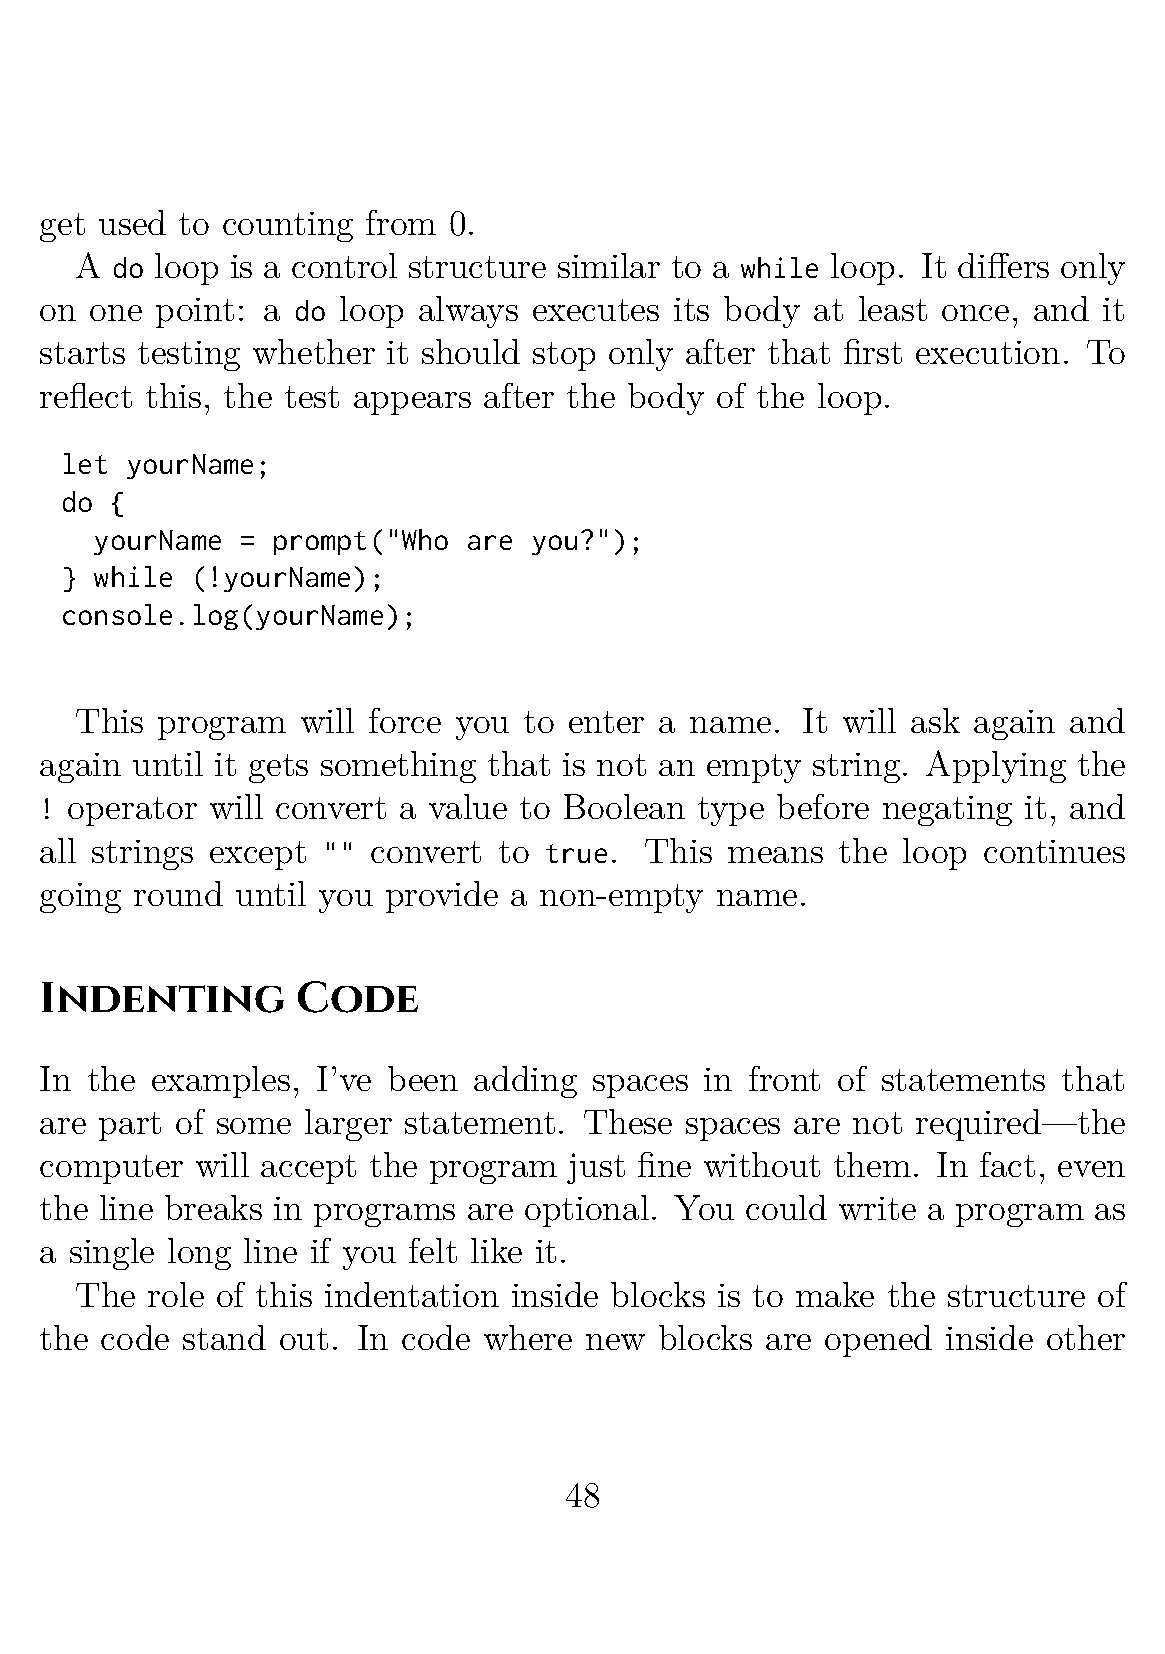 get used to counting from 0.
A do loop is a control structure similar to a while loop. It differs only
on one point: a do loop always executes its body at least once, and it
starts testing whether it should stop only after that first execution. To
reflect this, the test appears after the body of the loop.
let yourName;
do {
  yourName = prompt("Who are you?");
} while (!yourName);
console.log(yourName);
This program will force you to enter a name. It will ask again and
again until it gets something that is not an empty string. Applying the
! operator will convert a value to Boolean type before negating it, and
all strings except "" convert to true. This means the loop continues
going round until you provide a non-empty name.
Indenting Code
In the examples, I've been adding spaces in front of statements that
are part of some larger statement. These spaces are not required—the
computer will accept the program just fine without them. In fact, even
the line breaks in programs are optional. You could write a program as
a single long line if you felt like it.
The role of this indentation inside blocks is to make the structure of
the code stand out. In code where new blocks are opened inside other
48